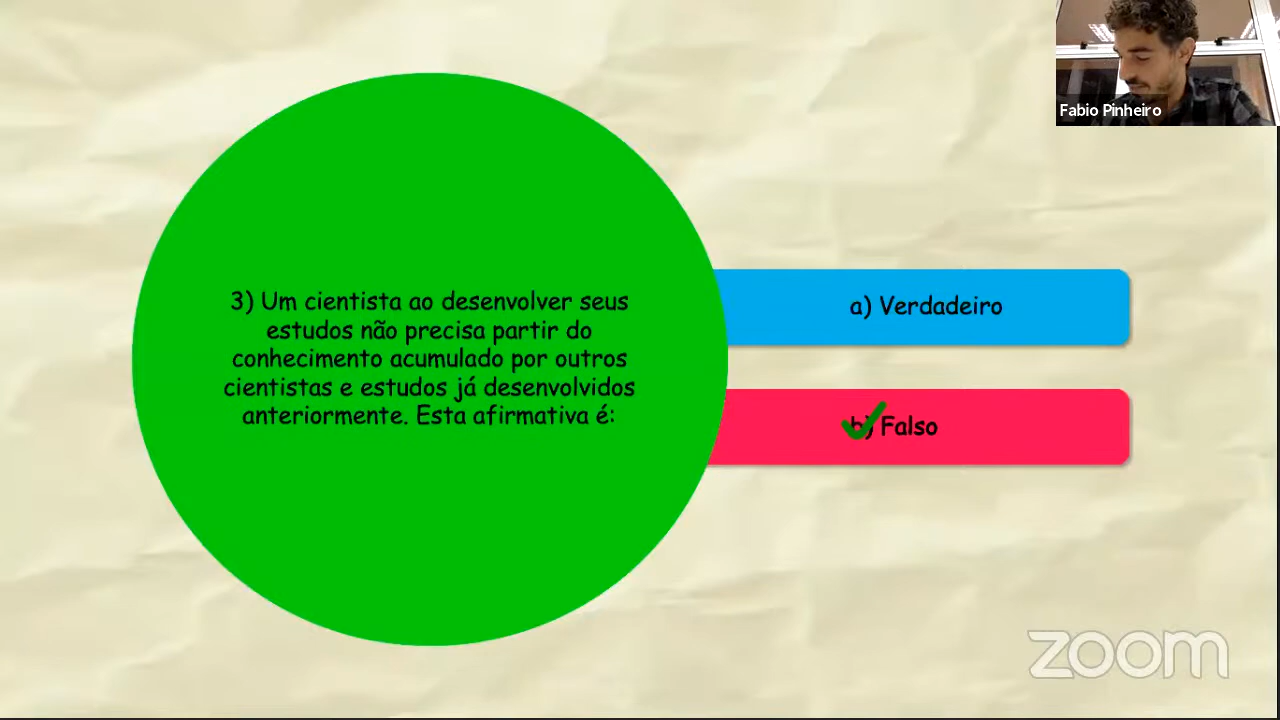 Fabio Pinheiro
3) Um cientista ao desenvolver seus
estudos não precisa partir do
conhecimento acumulado por outros
cientistas e estudos já desenvolvidos
anteriormente. Esta afirmativa é:
a) Verdadeiro
b) Falso
zoom